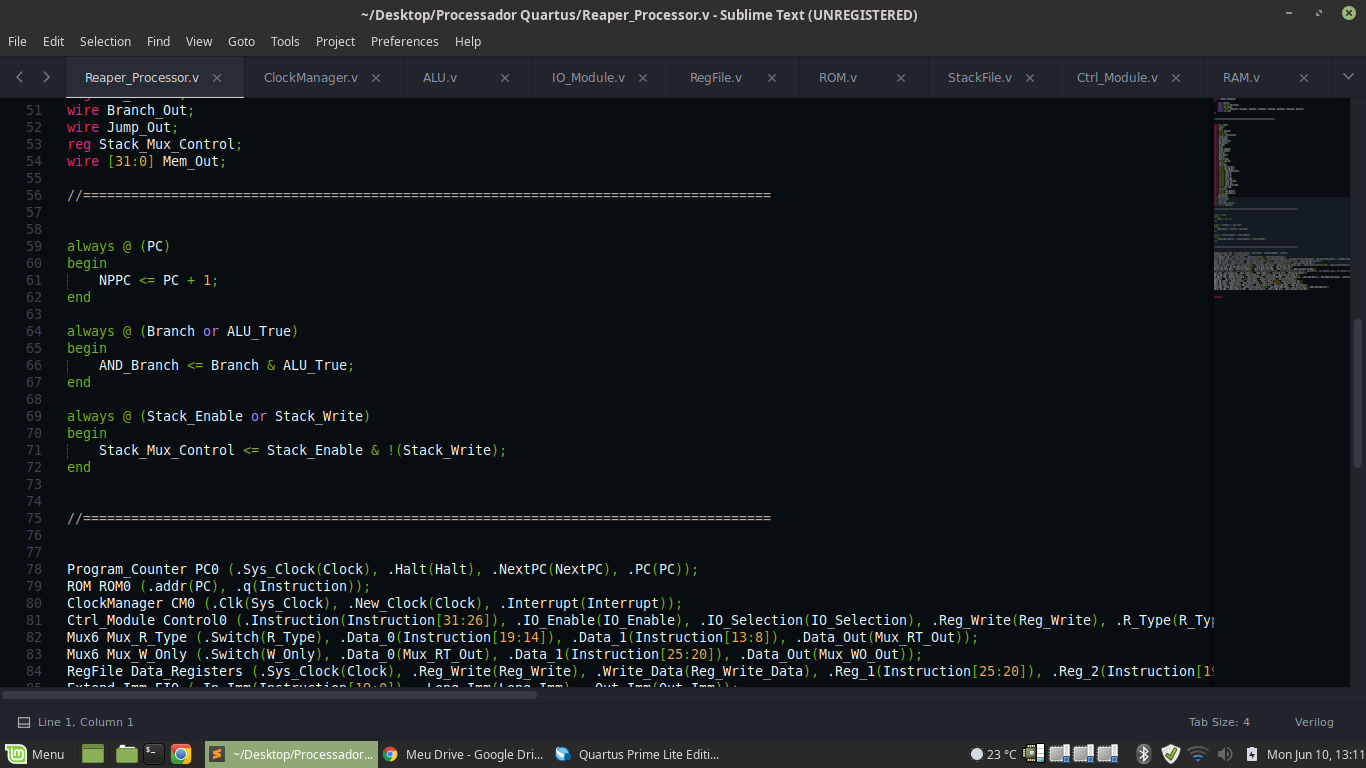 ~/Desktop/Processador Quartus/Reaper_Processor.v - Sublime Text (UNREGISTERED)
File Edit Selection Find View Goto Tools Project Preferences Help
Reaper_Processor.v ClockManager.v ALU.v IO_Module.v RegFile.v ROM.v StackFile.v Ctrl_Module.v RAM.v
51 wire Branch_Out;
52 wire Jump_Out;
53 reg Stack_Mux_Control;
54 wire [31:0] Mem_Out;
55
56 //======================================================================================
57
58
59 always @ (PC)
60 begin
61 NPPC <= PC + 1;
62 end
63
64 always @ (Branch or ALU_True)
65 begin
66 AND_Branch <= Branch & ALU_True;
67 end
68
69 always @ (Stack_Enable or Stack_Write)
70 begin
71 Stack_Mux_Control <= Stack_Enable & !(Stack_Write);
72 end
73
74
75 //======================================================================================
76
77
78 Program_Counter PC0 (.Sys_Clock(Clock), .Halt(Halt), .NextPC(NextPC), .PC(PC));
79 ROM ROM0 (.addr(PC), .q(Instruction));
80 ClockManager CM0 (.Clk(Sys_Clock), .New_Clock(Clock), .Interrupt(Interrupt));
81 Ctrl_Module Control0 (.Instruction(Instruction[31:26]), .IO_Enable(IO_Enable), .IO_Selection(IO_Selection), .Reg_Write(Reg_Write), .R_Type(R_Typ
82 Mux6 Mux_R_Type (.Switch(R_Type), .Data_0(Instruction[19:14]), .Data_1(Instruction[13:8]), .Data_Out(Mux_RT_Out));
83 Mux6 Mux_W_Only (.Switch(W_Only), .Data_0(Mux_RT_Out), .Data_1(Instruction[25:20]), .Data_Out(Mux_WO_Out));
84 RegFile Data_Registers (.Sys_Clock(Clock), .Reg_Write(Reg_Write), .Write_Data(Reg_Write_Data), .Reg_1(Instruction[25:20]), .Reg_2(Instruction[19
Line 1, Column 1 Tab Size: 4 Verilog
Menu ~/Desktop/Processador... Meu Drive - Google Dri... Quartus Prime Lite Editi... 23 °C Mon Jun 10, 13:11